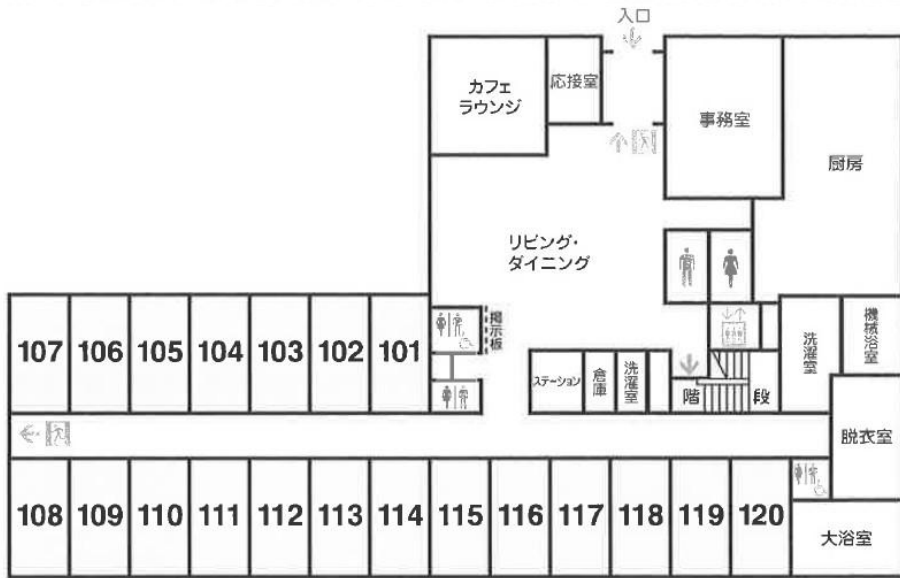 入口
カフェ
ラウンジ
応接室
事務室
厨房
リビング・
ダイニング
掲示板
107
106
105
104
103
102
101
ステーション
倉庫
洗濯室
階
段
洗濯室
機械浴室
脱衣室
108
109
110
111
112
113
114
115
116
117
118
119
120
大浴室